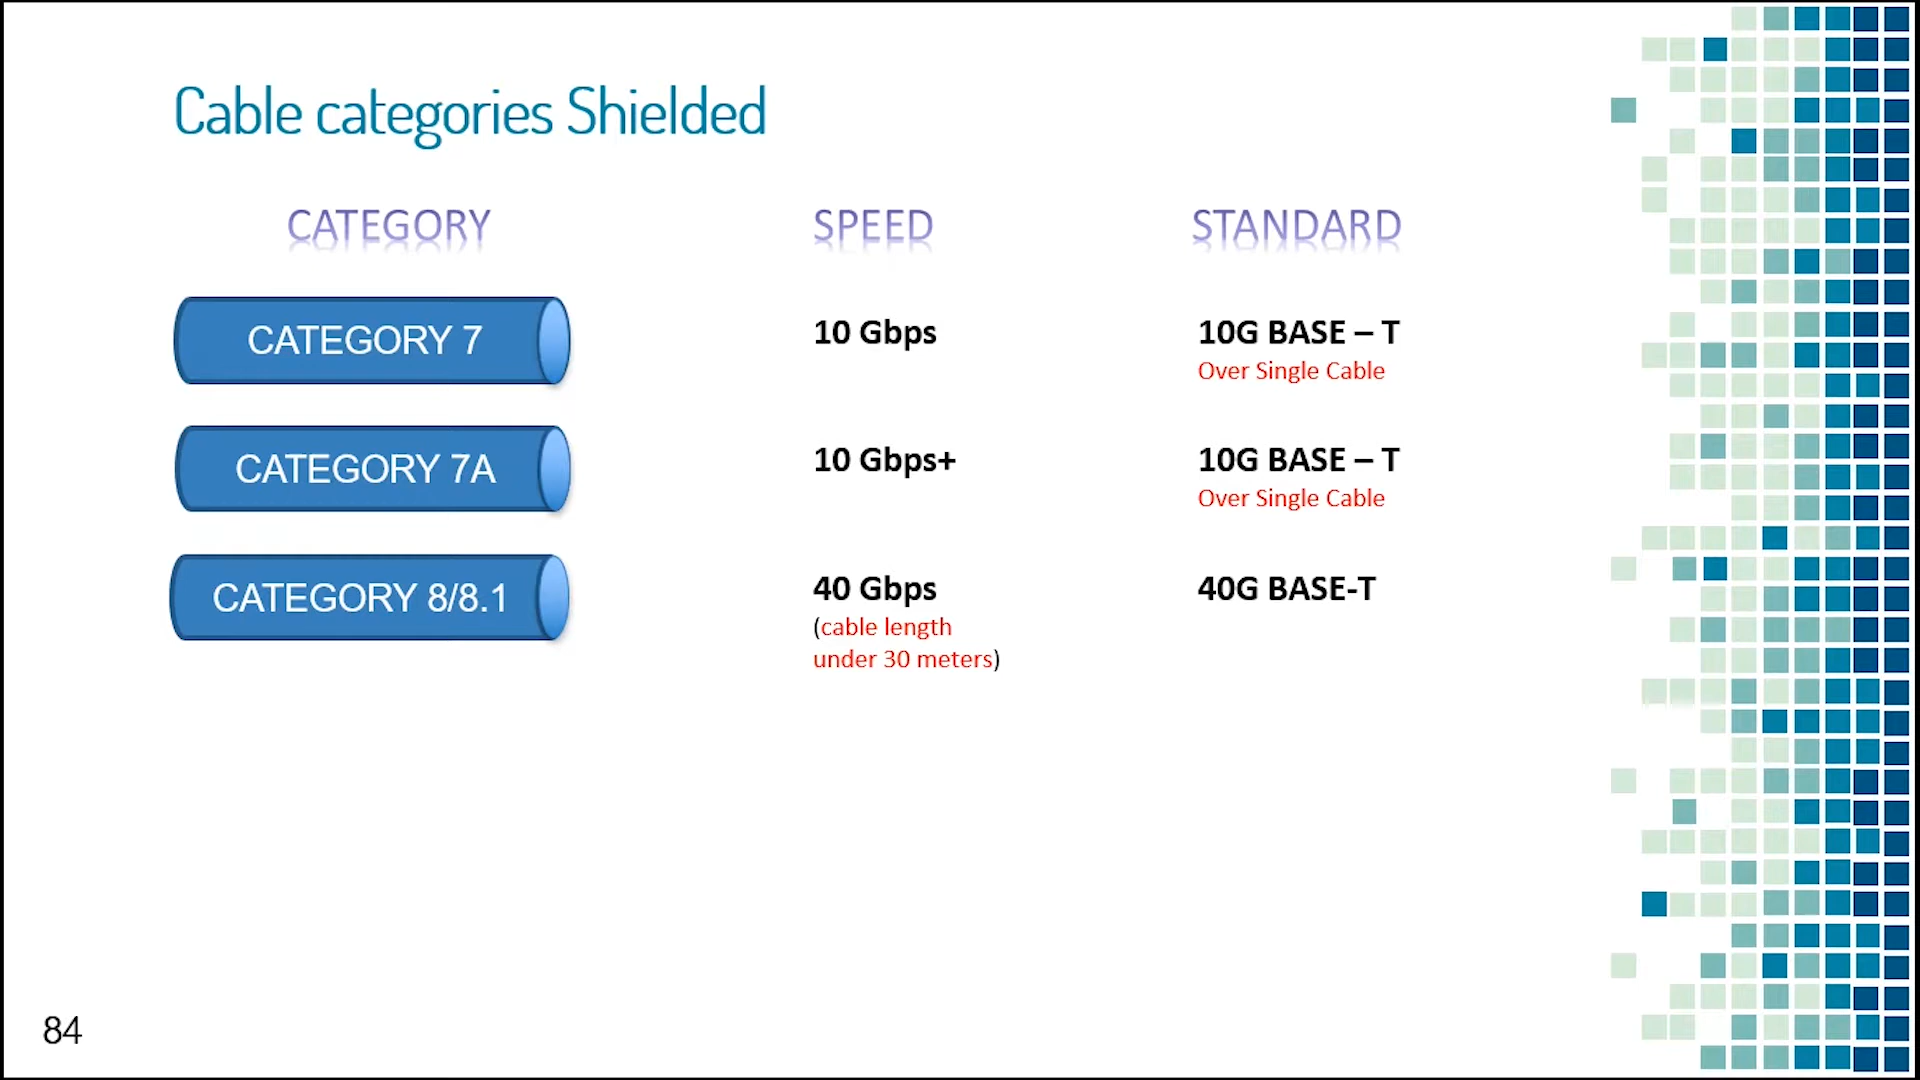 Cable categories Shielded
CATEGORY SPEED STANDARD
CATEGORY 7 10 Gbps 10G BASE – T
Over Single Cable
CATEGORY 7A 10 Gbps+ 10G BASE – T
Over Single Cable
CATEGORY 8/8.1 40 Gbps 40G BASE-T
(cable length
under 30 meters)
84